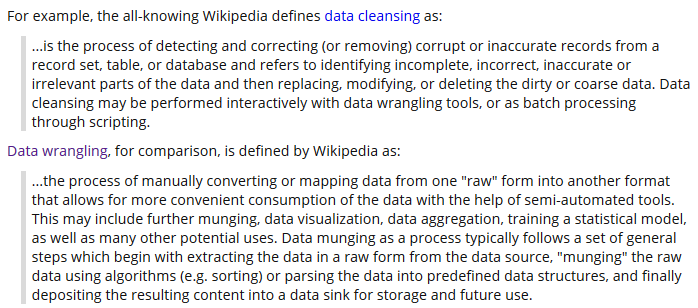 For example, the all-knowing Wikipedia defines data cleansing as:
...is the process of detecting and correcting (or removing) corrupt or inaccurate records from a
record set, table, or database and refers to identifying incomplete, incorrect, inaccurate or
irrelevant parts of the data and then replacing, modifying, or deleting the dirty or coarse data. Data
cleansing may be performed interactively with data wrangling tools, or as batch processing
through scripting.
Data wrangling, for comparison, is defined by Wikipedia as:
...the process of manually converting or mapping data from one "raw" form into another format
that allows for more convenient consumption of the data with the help of semi-automated tools.
This may include further munging, data visualization, data aggregation, training a statistical model,
as well as many other potential uses. Data munging as a process typically follows a set of general
steps which begin with extracting the data in a raw form from the data source, "munging" the raw
data using algorithms (e.g. sorting) or parsing the data into predefined data structures, and finally
depositing the resulting content into a data sink for storage and future use.